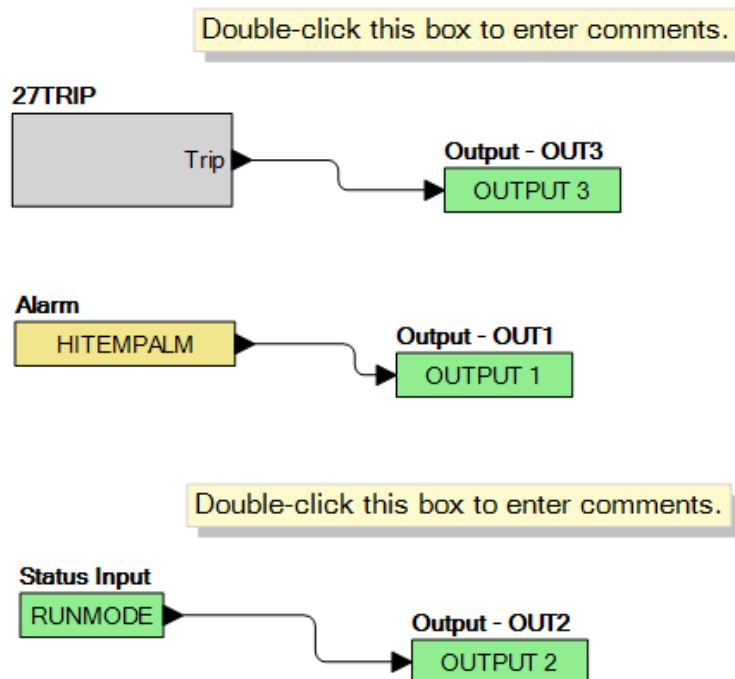 Double-click this box to enter comments.
27TRIP
Trip
Output - OUT3
OUTPUT 3
Alarm
HITEMPALM
Output - OUT1
OUTPUT 1
Double-click this box to enter comments.
Status Input
RUNMODE
Output - OUT2
OUTPUT 2